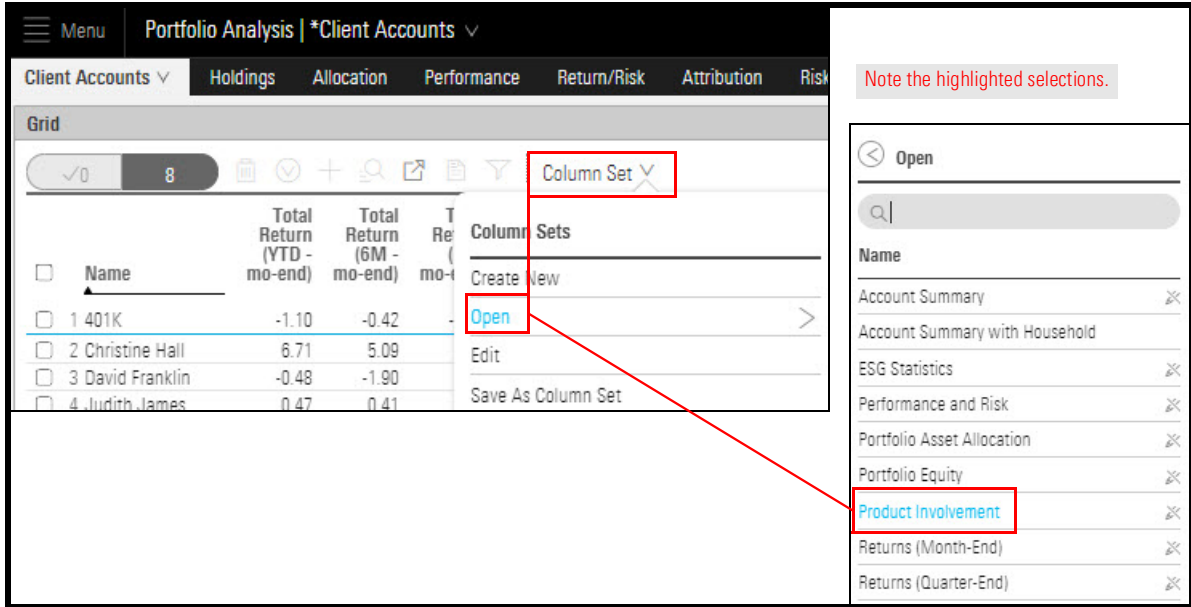 Menu
Portfolio Analysis | *Client Accounts
Client Accounts
Holdings
Allocation
Performance
Return/Risk
Attribution
Risk
Note the highlighted selections.
Grid
0
8
Column Set
Name
Total Return (YTD - mo-end)
Total Return (6M - mo-end)
1 401K -1.10 -0.42
2 Christine Hall 6.71 5.09
3 David Franklin -0.48 -1.90
4 Judith James 0.47 0.41
Column Sets
Create New
Open
Edit
Save As Column Set
Open
Name
Account Summary
Account Summary with Household
ESG Statistics
Performance and Risk
Portfolio Asset Allocation
Portfolio Equity
Product Involvement
Returns (Month-End)
Returns (Quarter-End)